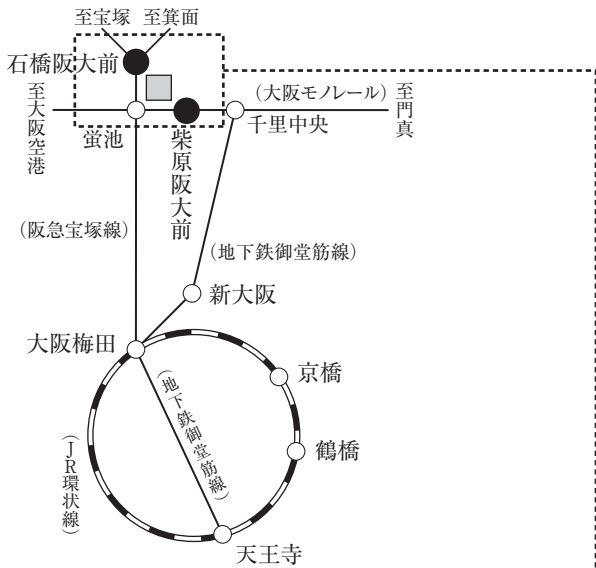 至宝塚
至箕面
石橋阪大前
至大阪空港
蛍池
柴原阪大前
(大阪モノレール)
至門真
千里中央
(阪急宝塚線)
(地下鉄御堂筋線)
新大阪
大阪梅田
京橋
(地下鉄御堂筋線)
鶴橋
(JR環状線)
天王寺